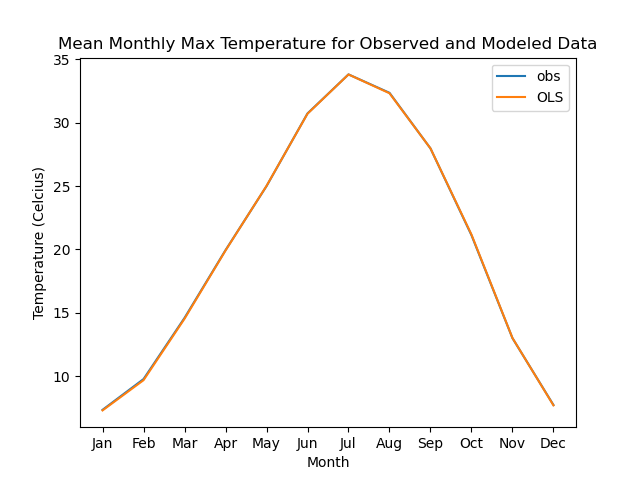 Mean Monthly Max Temperature for Observed and Modeled Data
obs
OLS
35
30
25
20
15
10
Temperature (Celcius)
Jan Feb Mar Apr May Jun Jul Aug Sep Oct Nov Dec
Month